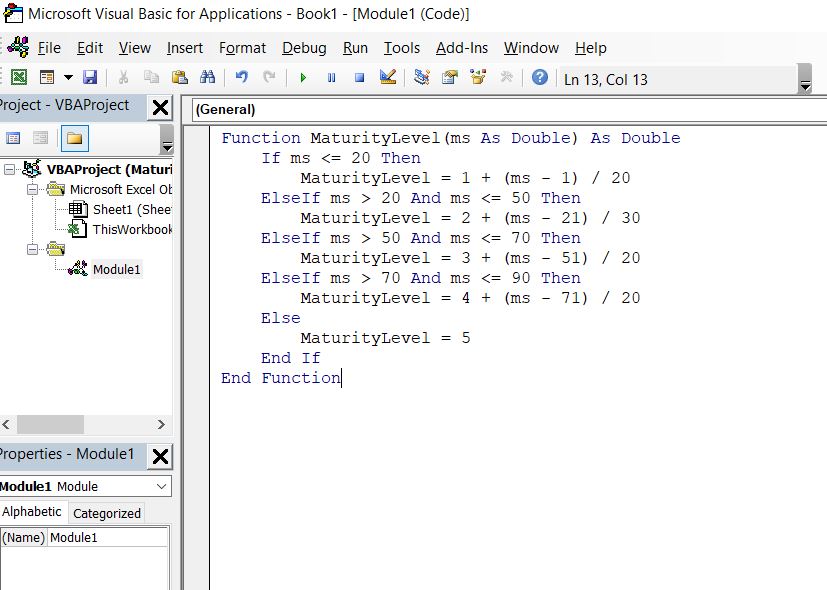 Microsoft Visual Basic for Applications - Book1 - [Module1 (Code)]
File Edit View Insert Format Debug Run Tools Add-Ins Window Help
Ln 13, Col 13
Project - VBAProject
(General)
VBAProject (Maturi
Microsoft Excel Ob
Sheet1 (Shee
ThisWorkbook
Module1
Function MaturityLevel(ms As Double) As Double
    If ms <= 20 Then
        MaturityLevel = 1 + (ms - 1) / 20
    ElseIf ms > 20 And ms <= 50 Then
        MaturityLevel = 2 + (ms - 21) / 30
    ElseIf ms > 50 And ms <= 70 Then
        MaturityLevel = 3 + (ms - 51) / 20
    ElseIf ms > 70 And ms <= 90 Then
        MaturityLevel = 4 + (ms - 71) / 20
    Else
        MaturityLevel = 5
    End If
End Function
Properties - Module1
Module1 Module
Alphabetic Categorized
(Name) Module1